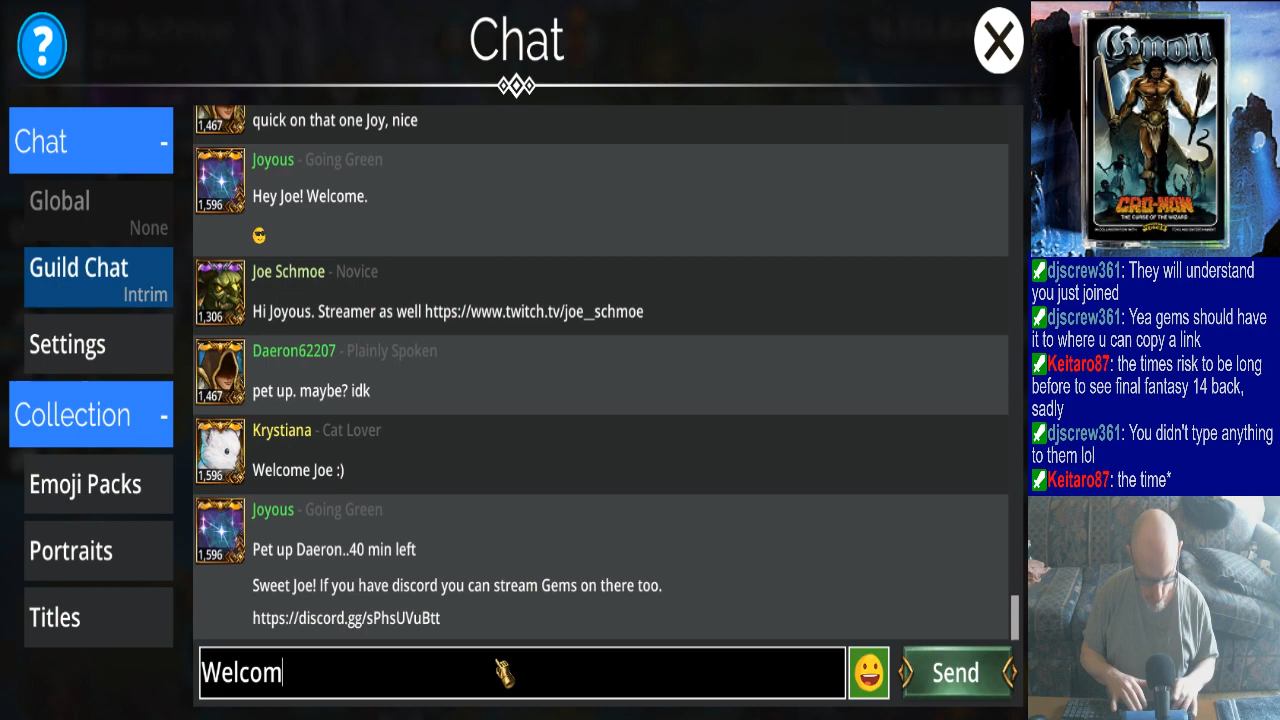 Chat
Chat -
Global
None
Guild Chat
Intrim
Settings
Collection -
Emoji Packs
Portraits
Titles
1,467
quick on that one Joy, nice
Joyous - Going Green
Hey Joe! Welcome.
1,596
Joe Schmoe - Novice
Hi Joyous. Streamer as well https://www.twitch.tv/joe__schmoe
1,306
Daeron62207 - Plainly Spoken
pet up. maybe? idk
1,467
Krystiana - Cat Lover
Welcome Joe :)
1,596
Joyous - Going Green
Pet up Daeron..40 min left
1,596
Sweet Joe! If you have discord you can stream Gems on there too.
https://discord.gg/sPhsUVuBtt
Welcom
Send
Gnoll
CRO-MAN
THE CURSE OF THE WIZARD
djscrew361: They will understand
you just joined
djscrew361: Yea gems should have
it to where u can copy a link
Keitaro87: the times risk to be long
before to see final fantasy 14 back,
sadly
djscrew361: You didn't type anything
to them lol
Keitaro87: the time*